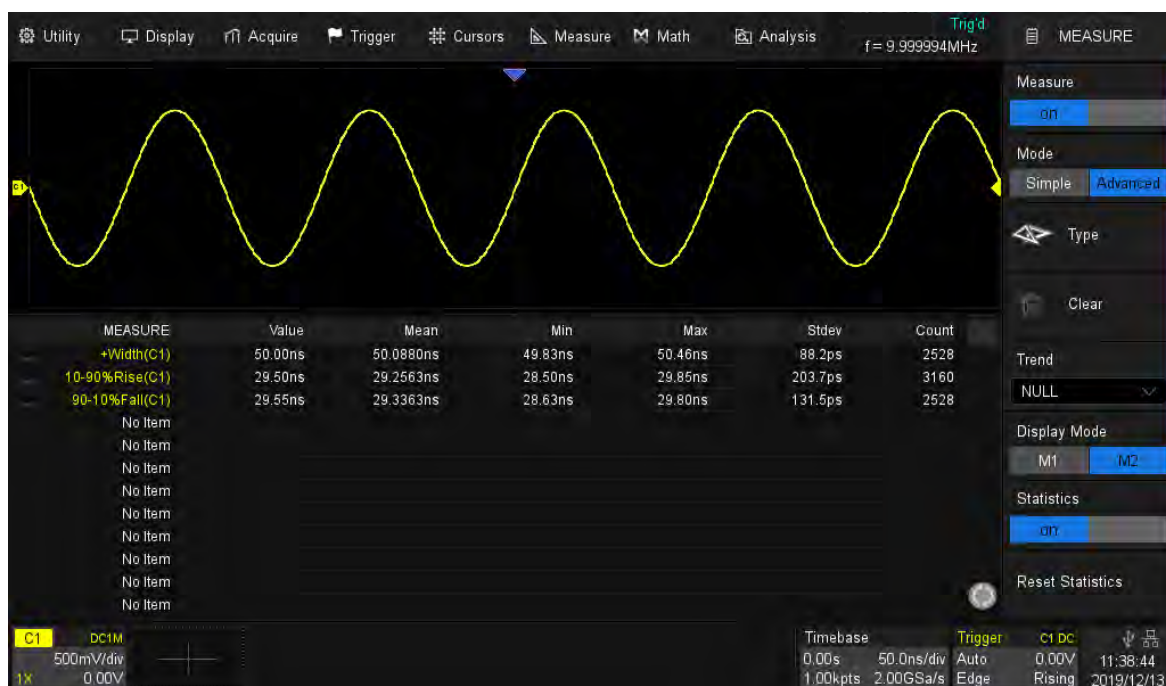 Utility Display Acquire Trigger Cursors Measure Math Analysis Trig'd
f = 9.999994MHz
MEASURE
Measure
on
Mode
Simple Advanced
Type
Clear
Trend
NULL
Display Mode
M1 M2
Statistics
on
Reset Statistics
C1
MEASURE Value Mean Min Max Stdev Count
+Width(C1) 50.00ns 50.0880ns 49.83ns 50.46ns 88.2ps 2528
10-90%Rise(C1) 29.50ns 29.2563ns 28.50ns 29.85ns 203.7ps 3160
90-10%Fall(C1) 29.55ns 29.3363ns 28.63ns 29.80ns 131.5ps 2528
No Item
No Item
No Item
No Item
No Item
No Item
No Item
No Item
No Item
C1 DC1M
500mV/div
1X 0.00V
Timebase
0.00s 50.0ns/div
1.00kpts 2.00GSa/s
Trigger C1 DC
Auto 0.00V
Edge Rising
11:38:44
2019/12/13